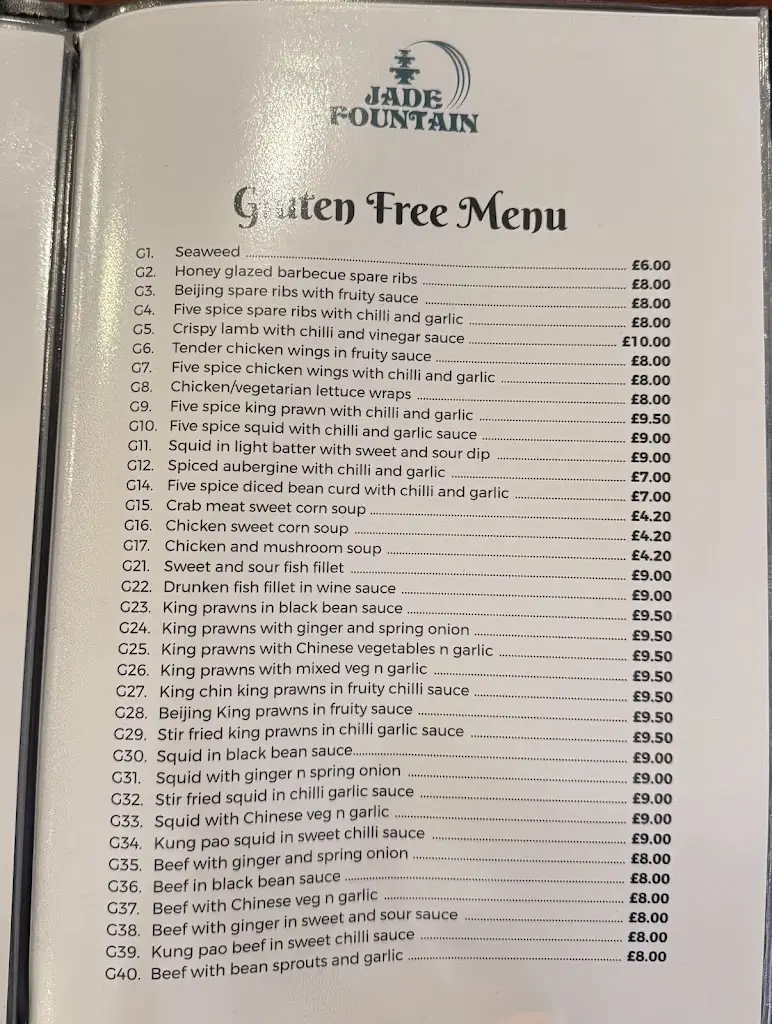 JADE
FOUNTAIN
Gluten Free Menu
G1. Seaweed £6.00
G2. Honey glazed barbecue spare ribs £8.00
G3. Beijing spare ribs with fruity sauce £8.00
G4. Five spice spare ribs with chilli and garlic £8.00
G5. Crispy lamb with chilli and vinegar sauce £10.00
G6. Tender chicken wings in fruity sauce £8.00
G7. Five spice chicken wings with chilli and garlic £8.00
G8. Chicken/vegetarian lettuce wraps £8.00
G9. Five spice king prawn with chilli and garlic £9.50
G10. Five spice squid with chilli and garlic sauce £9.00
G11. Squid in light batter with sweet and sour dip £9.00
G12. Spiced aubergine with chilli and garlic £7.00
G14. Five spice diced bean curd with chilli and garlic £7.00
G15. Crab meat sweet corn soup £4.20
G16. Chicken sweet corn soup £4.20
G17. Chicken and mushroom soup £4.20
G21. Sweet and sour fish fillet £9.00
G22. Drunken fish fillet in wine sauce £9.00
G23. King prawns in black bean sauce £9.50
G24. King prawns with ginger and spring onion £9.50
G25. King prawns with Chinese vegetables n garlic £9.50
G26. King prawns with mixed veg n garlic £9.50
G27. King chin king prawns in fruity chilli sauce £9.50
G28. Beijing King prawns in fruity sauce £9.50
G29. Stir fried king prawns in chilli garlic sauce £9.50
G30. Squid in black bean sauce £9.00
G31. Squid with ginger n spring onion £9.00
G32. Stir fried squid in chilli garlic sauce £9.00
G33. Squid with Chinese veg n garlic £9.00
G34. Kung pao squid in sweet chilli sauce £9.00
G35. Beef with ginger and spring onion £8.00
G36. Beef in black bean sauce £8.00
G37. Beef with Chinese veg n garlic £8.00
G38. Beef with ginger in sweet and sour sauce £8.00
G39. Kung pao beef in sweet chilli sauce £8.00
G40. Beef with bean sprouts and garlic £8.00